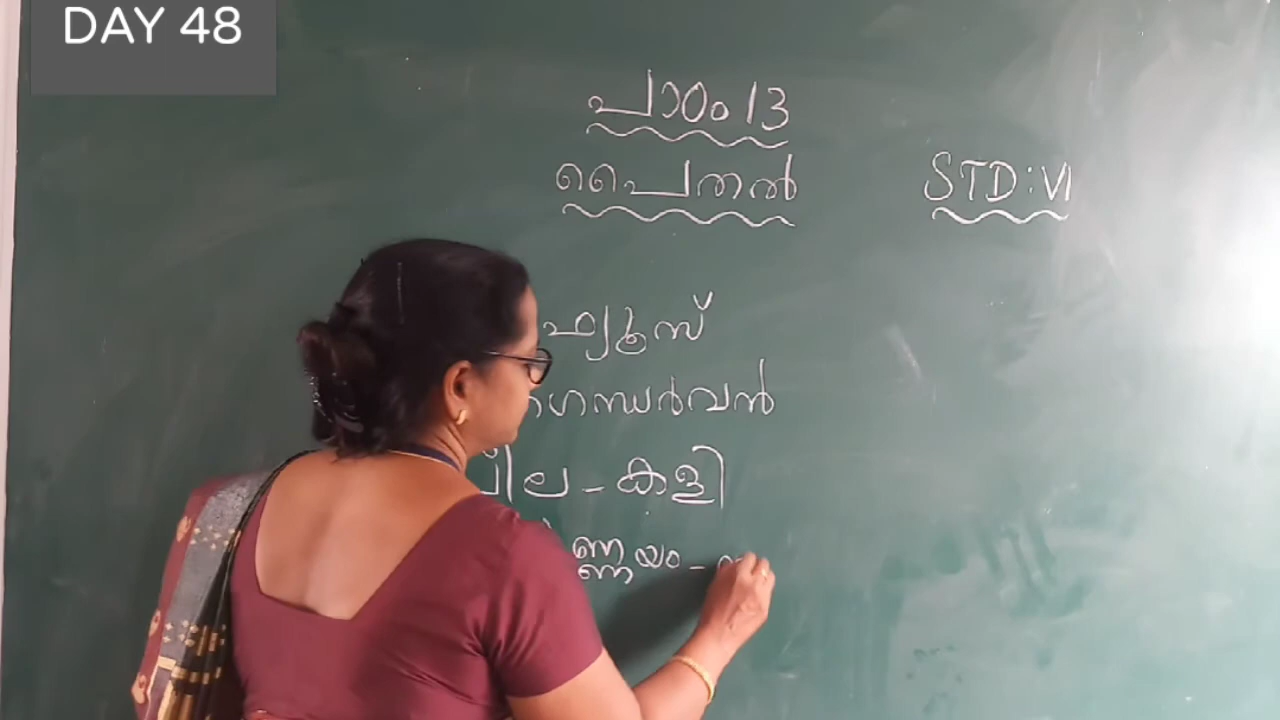 DAY 48
പാഠം 13
പൈതൽ
STD: VI
ഫ്യൂസ്
ഗന്ധർവൻ
ലീല - കളി
ണ്ണയം -